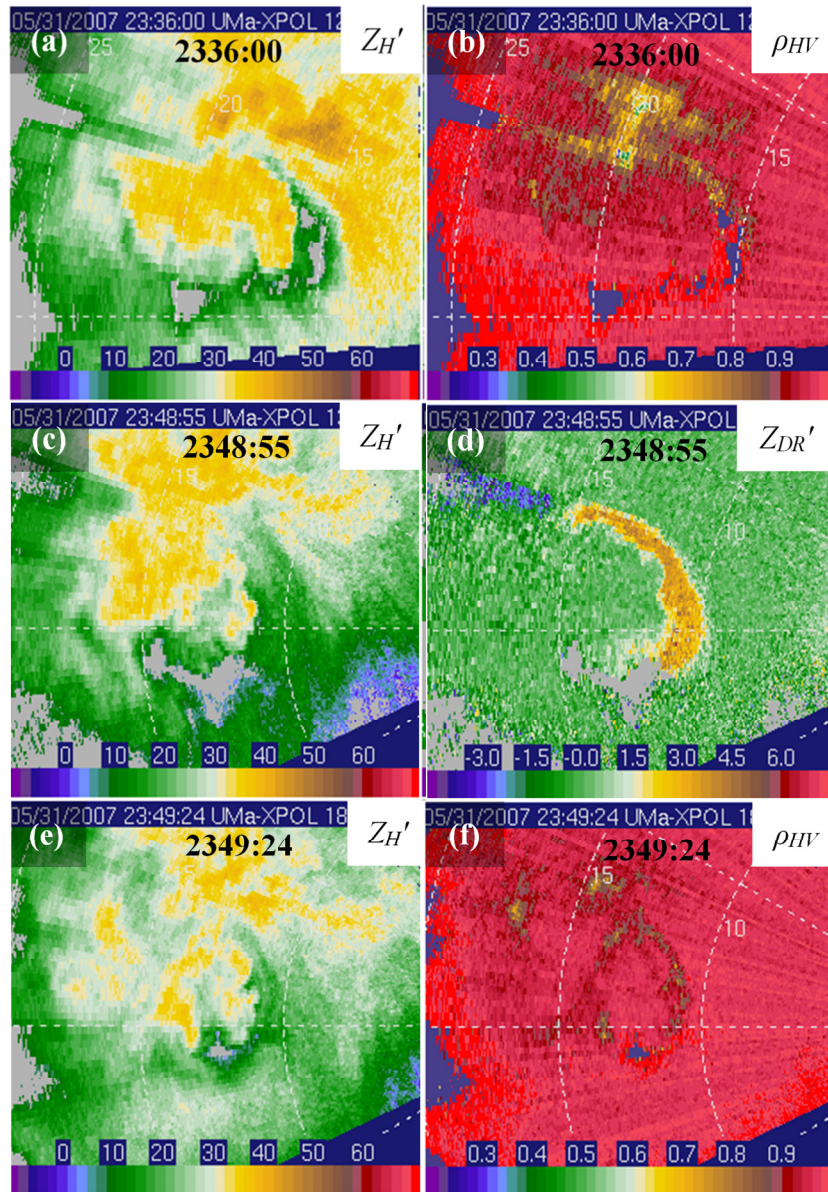 05/31/2007 23:36:00 UMa-XPOL 12
(a) 2336:00 ZH′
25
20
15
0 10 20 30 40 50 60
05/31/2007 23:36:00 UMa-XPOL 12
(b) 2336:00 ρHV
25
20
15
0.3 0.4 0.5 0.6 0.7 0.8 0.9
05/31/2007 23:48:55 UMa-XPOL
(c) 2348:55 ZH′
15
0 10 20 30 40 50 60
05/31/2007 23:48:55 UMa-XPOL
(d) 2348:55 ZDR′
15
10
-3.0 -1.5 -0.0 1.5 3.0 4.5 6.0
05/31/2007 23:49:24 UMa-XPOL 18
(e) 2349:24 ZH′
15
0 10 20 30 40 50 60
05/31/2007 23:49:24 UMa-XPOL 18
(f) 2349:24 ρHV
15
10
0.3 0.4 0.5 0.6 0.7 0.8 0.9